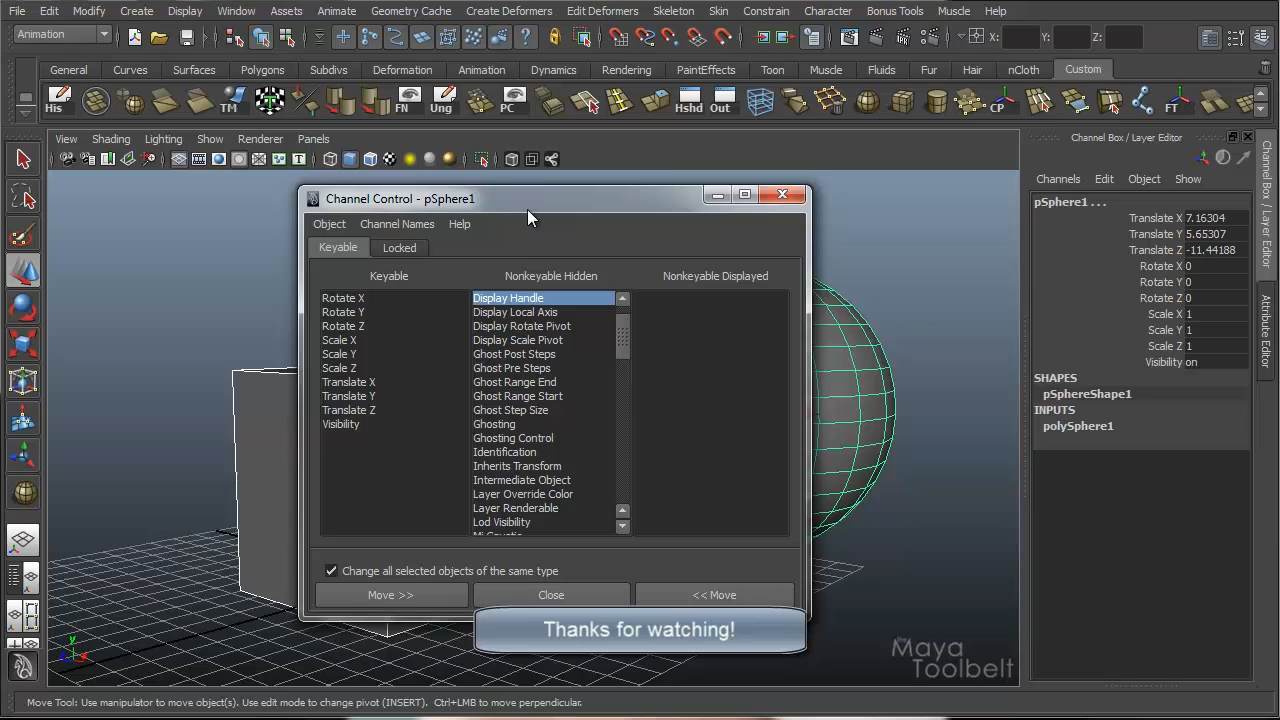 File Edit Modify Create Display Window Assets Animate Geometry Cache Create Deformers Edit Deformers Skeleton Skin Constrain Character Bonus Tools Muscle Help
Animation X: Y: Z:
General Curves Surfaces Polygons Subdivs Deformation Animation Dynamics Rendering PaintEffects Toon Muscle Fluids Fur Hair nCloth Custom
His TM FN Ung PC Hshd Out CP FT
View Shading Lighting Show Renderer Panels
Channel Box / Layer Editor
Channels Edit Object Show
pSphere1 . . .
Translate X 7.16304
Translate Y 5.65307
Translate Z -11.44188
Rotate X 0
Rotate Y 0
Rotate Z 0
Scale X 1
Scale Y 1
Scale Z 1
Visibility on
SHAPES
pSphereShape1
INPUTS
polySphere1
Channel Box / Layer Editor
Attribute Editor
Channel Control - pSphere1
Object Channel Names Help
Keyable Locked
Keyable Nonkeyable Hidden Nonkeyable Displayed
Rotate X Display Handle
Rotate Y Display Local Axis
Rotate Z Display Rotate Pivot
Scale X Display Scale Pivot
Scale Y Ghost Post Steps
Scale Z Ghost Pre Steps
Translate X Ghost Range End
Translate Y Ghost Range Start
Translate Z Ghost Step Size
Visibility Ghosting
Ghosting Control
Identification
Inherits Transform
Intermediate Object
Layer Override Color
Layer Renderable
Lod Visibility
Change all selected objects of the same type
Move >> Close << Move
Thanks for watching!
The
Maya
Toolbelt
y
z x
Move Tool: Use manipulator to move object(s). Use edit mode to change pivot (INSERT). Ctrl+LMB to move perpendicular.